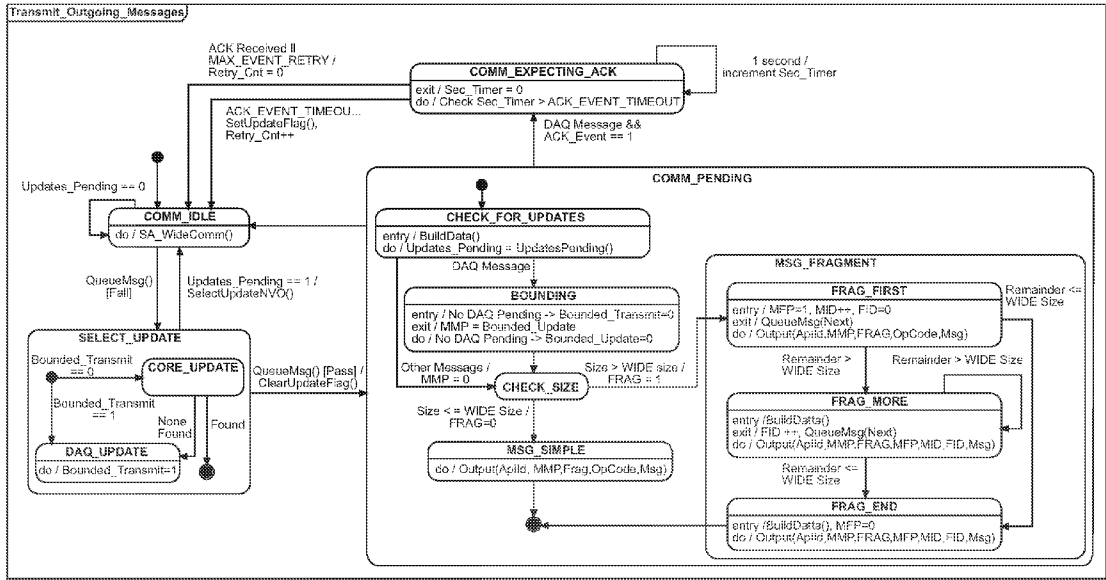 Transmit_Outgoing_Messages
ACK Received II
MAX_EVENT_RETRY /
Retry_Cnt = 0
COMM_EXPECTING_ACK
exit / Sec_Timer = 0
do / Check Sec_Timer > ACK_EVENT_TIMEOUT
1 second /
increment Sec_Timer
ACK_EVENT_TIMEOU...
SetUpdateFlag(),
Retry_Cnt++
DAQ Message &&
ACK_Event == 1
Updates_Pending == 0
COMM_IDLE
do / SA_WideComm()
QueueMsg()
[Fail]
Updates_Pending == 1 /
SelectUpdateNVO()
SELECT_UPDATE
Bounded_Transmit
== 0
CORE_UPDATE
Bounded_Transmit
== 1
None
Found
Found
DAQ_UPDATE
do / Bounded_Transmit=1
QueueMsg() [Pass] /
ClearUpdateFlag()
COMM_PENDING
CHECK_FOR_UPDATES
entry / BuildData()
do / Updates_Pending = UpdatesPending()
DAQ Message
BOUNDING
entry / No DAQ Pending -> Bounded_Transmit=0
exit / MMP = Bounded_Update
do / No DAQ Pending -> Bounded_Update=0
Other Message /
MMP = 0
CHECK_SIZE
Size > WIDE size /
FRAG = 1
Size <= WIDE Size /
FRAG=0
MSG_SIMPLE
do / Output(ApiId, MMP,Frag,OpCode,Msg)
MSG_FRAGMENT
FRAG_FIRST
entry / MFP=1, MID++, FID=0
exit / QueueMsg(Next)
do / Output(ApiId,MMP,FRAG,OpCode,Msg)
Remainder <=
WIDE Size
Remainder >
WIDE Size
Remainder > WIDE Size
FRAG_MORE
entry /BuildDatta()
exit / FID ++, QueueMsg(Next)
do / Output(ApiId,MMP,FRAG,MFP,MID,FID,Msg)
Remainder <=
WIDE Size
FRAG_END
entry /BuildDatta(), MFP=0
do / Output(ApiId,MMP,FRAG,MFP,MID,FID,Msg)